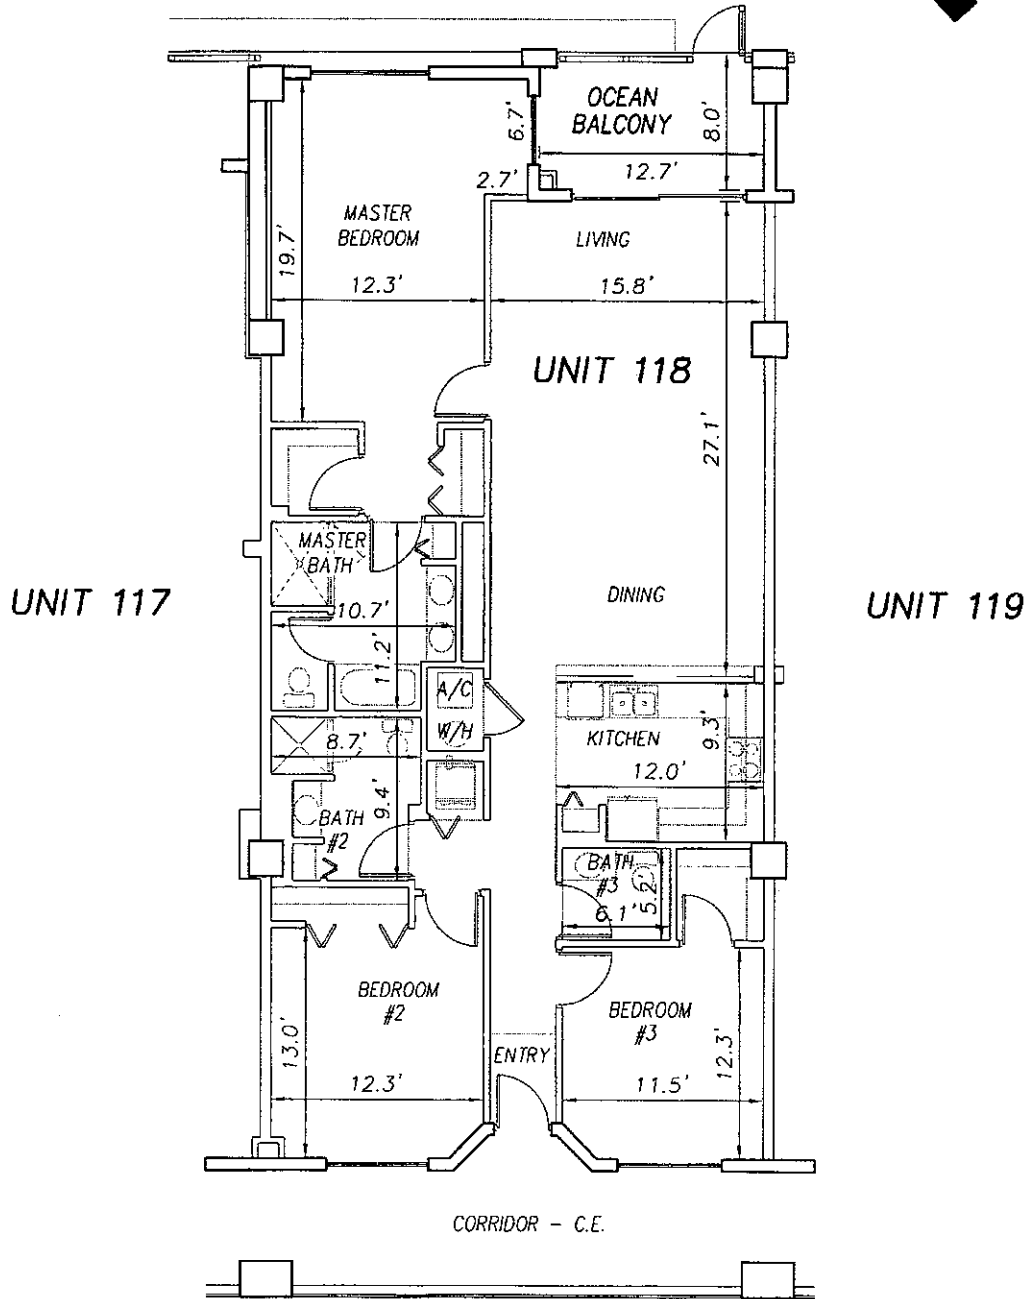 OCEAN
BALCONY
8.0'
6.7'
12.7'
2.7'
MASTER
BEDROOM
LIVING
19.7'
12.3'
15.8'
UNIT 118
27.1'
MASTER
BATH
UNIT 117
10.7'
DINING
UNIT 119
11.2'
A/C
W/H
8.7'
KITCHEN
9.3'
12.0'
9.4'
BATH
#2
BATH
#3
5.2'
6.1'
BEDROOM
#2
BEDROOM
#3
13.0'
ENTRY
12.3'
12.3'
11.5'
CORRIDOR - C.E.